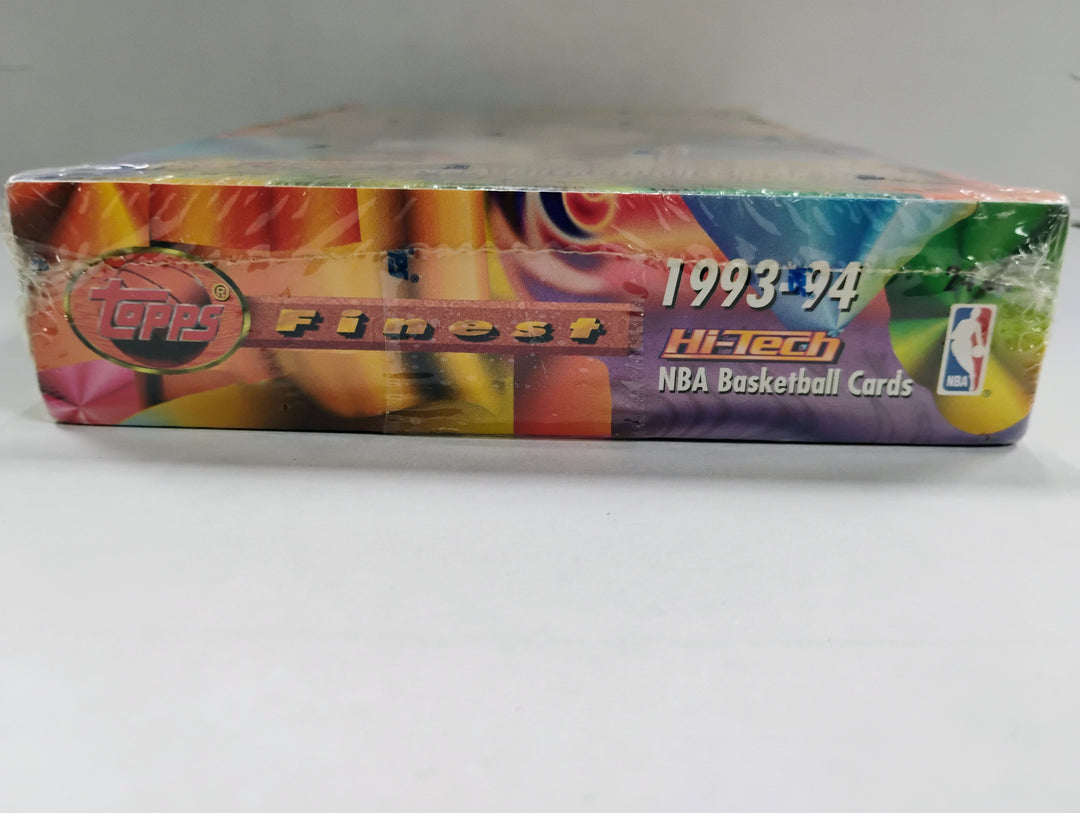 TOPPS®
Finest
1993-94
Hi-Tech
NBA Basketball Cards
NBA
®